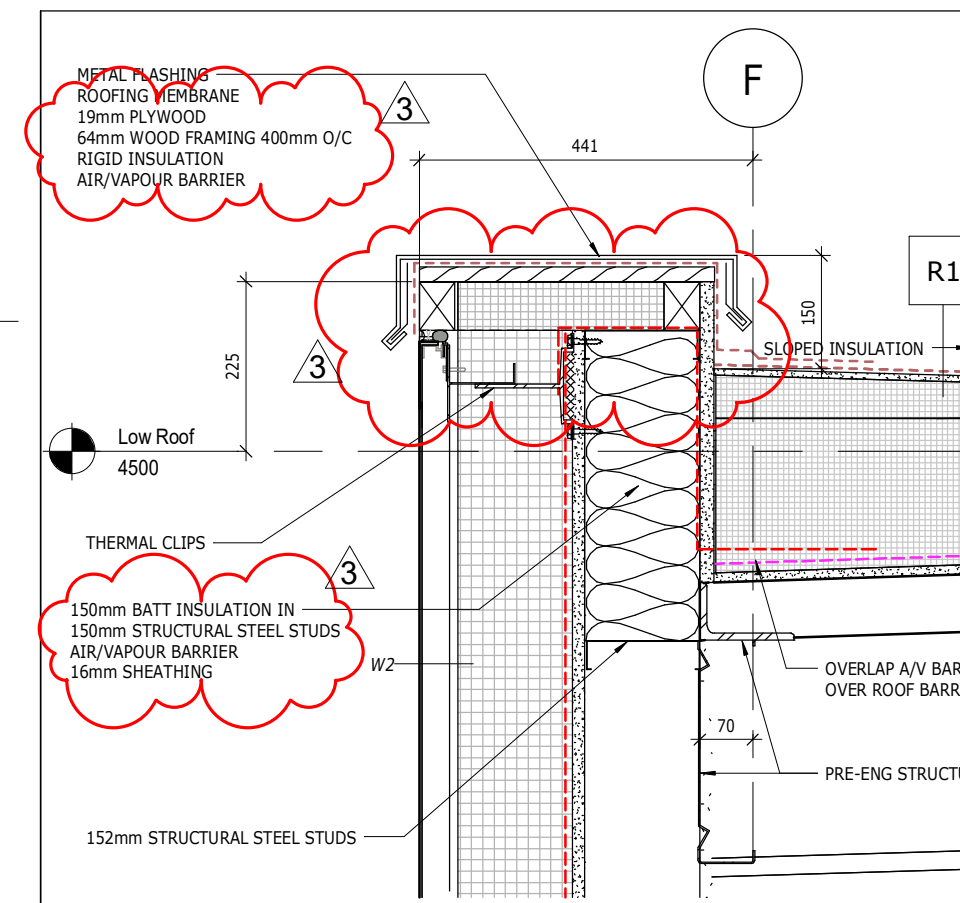 METAL FLASHING
ROOFING MEMBRANE
19mm PLYWOOD
64mm WOOD FRAMING 400mm O/C
RIGID INSULATION
AIR/VAPOUR BARRIER
3
F
441
R1
150
SLOPED INSULATION
3
225
Low Roof
4500
THERMAL CLIPS
3
150mm BATT INSULATION IN
150mm STRUCTURAL STEEL STUDS
AIR/VAPOUR BARRIER
16mm SHEATHING
W2
OVERLAP A/V BAR
OVER ROOF BARR
70
PRE-ENG STRUCTU
152mm STRUCTURAL STEEL STUDS